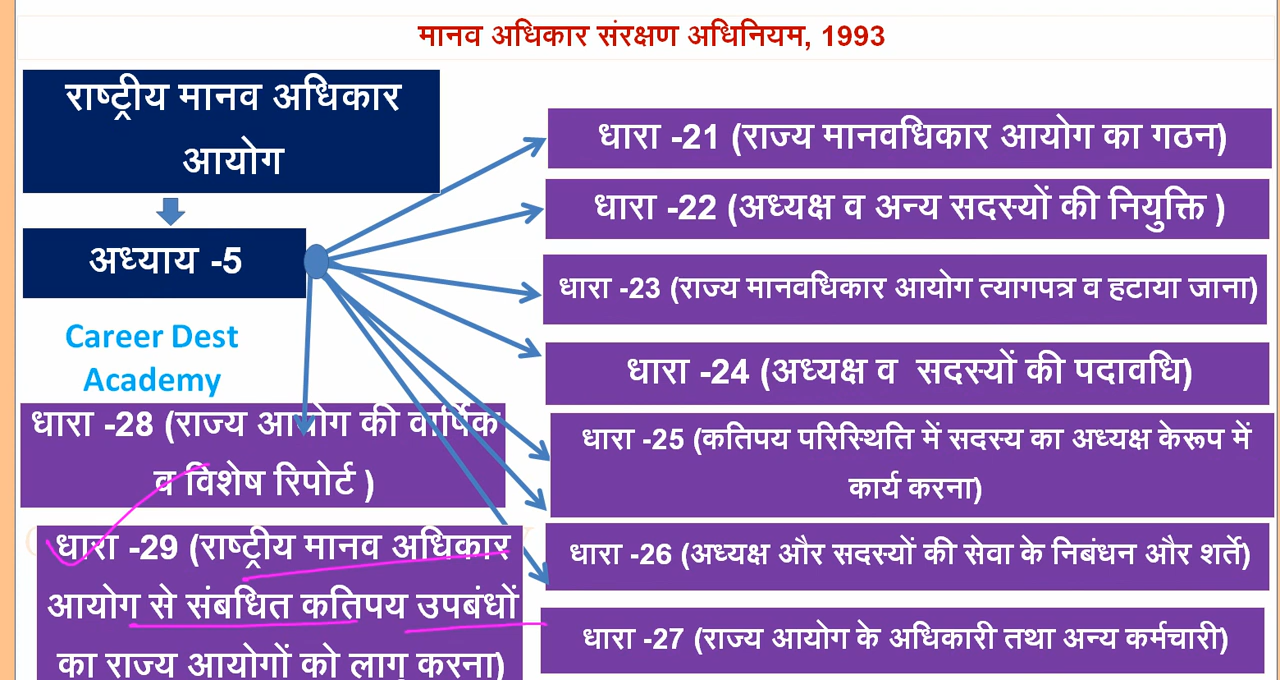 मानव अधिकार संरक्षण अधिनियम, 1993
राष्ट्रीय मानव अधिकार
आयोग
अध्याय -5
Career Dest
Academy
धारा -21 (राज्य मानवधिकार आयोग का गठन)
धारा -22 (अध्यक्ष व अन्य सदस्यों की नियुक्ति )
धारा -23 (राज्य मानवधिकार आयोग त्यागपत्र व हटाया जाना)
धारा -24 (अध्यक्ष व सदस्यों की पदावधि)
धारा -25 (कतिपय परिस्थिति में सदस्य का अध्यक्ष केरूप में
कार्य करना)
धारा -26 (अध्यक्ष और सदस्यों की सेवा के निबंधन और शर्ते)
धारा -27 (राज्य आयोग के अधिकारी तथा अन्य कर्मचारी)
धारा -28 (राज्य आयोग की वार्षिक
व विशेष रिपोर्ट )
धारा -29 (राष्ट्रीय मानव अधिकार
आयोग से संबधित कतिपय उपबंधों
का राज्य आयोगों को लागू करना)